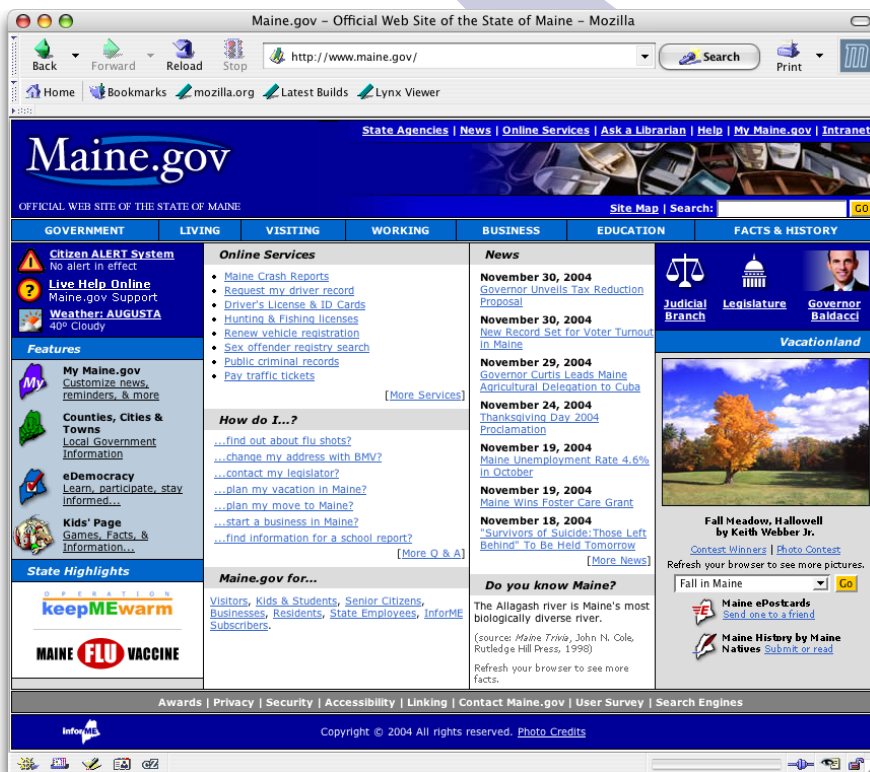 Maine.gov – Official Web Site of the State of Maine – Mozilla
Back
Forward
Reload
Stop
http://www.maine.gov/
Search
Print
Home
Bookmarks
mozilla.org
Latest Builds
Lynx Viewer
State Agencies | News | Online Services | Ask a Librarian | Help | My Maine.gov | Intranet
Maine.gov
OFFICIAL WEB SITE OF THE STATE OF MAINE
Site Map | Search:
GO
GOVERNMENT
LIVING
VISITING
WORKING
BUSINESS
EDUCATION
FACTS & HISTORY
Citizen ALERT System
No alert in effect
Live Help Online
Maine.gov Support
Weather: AUGUSTA
40º Cloudy
Features
My
My Maine.gov
Customize news,
reminders, & more
Counties, Cities &
Towns
Local Government
Information
eDemocracy
Learn, participate, stay
informed...
Kids' Page
Games, Facts, &
Information...
State Highlights
OPERATION
keepMEwarm
MAINE FLU VACCINE
Online Services
Maine Crash Reports
Request my driver record
Driver's License & ID Cards
Hunting & Fishing licenses
Renew vehicle registration
Sex offender registry search
Public criminal records
Pay traffic tickets
[More Services]
How do I...?
...find out about flu shots?
...change my address with BMV?
...contact my legislator?
...plan my vacation in Maine?
...plan my move to Maine?
...start a business in Maine?
...find information for a school report?
[More Q & A]
Maine.gov for...
Visitors, Kids & Students, Senior Citizens,
Businesses, Residents, State Employees, InforME
Subscribers.
News
November 30, 2004
Governor Unveils Tax Reduction
Proposal
November 30, 2004
New Record Set for Voter Turnout
in Maine
November 29, 2004
Governor Curtis Leads Maine
Agricultural Delegation to Cuba
November 24, 2004
Thanksgiving Day 2004
Proclamation
November 19, 2004
Maine Unemployment Rate 4.6%
in October
November 19, 2004
Maine Wins Foster Care Grant
November 18, 2004
"Survivors of Suicide:Those Left
Behind" To Be Held Tomorrow
[More News]
Do you know Maine?
The Allagash river is Maine's most
biologically diverse river.
(source: Maine Trivia, John N. Cole,
Rutledge Hill Press, 1998)
Refresh your browser to see more
facts.
Judicial
Branch
Legislature
Governor
Baldacci
Vacationland
Fall Meadow, Hallowell
by Keith Webber Jr.
Contest Winners | Photo Contest
Refresh your browser to see more pictures.
Fall in Maine
Go
Maine ePostcards
Send one to a friend
Maine History by Maine
Natives Submit or read
Awards | Privacy | Security | Accessibility | Linking | Contact Maine.gov | User Survey | Search Engines
InforME
Copyright © 2004 All rights reserved. Photo Credits